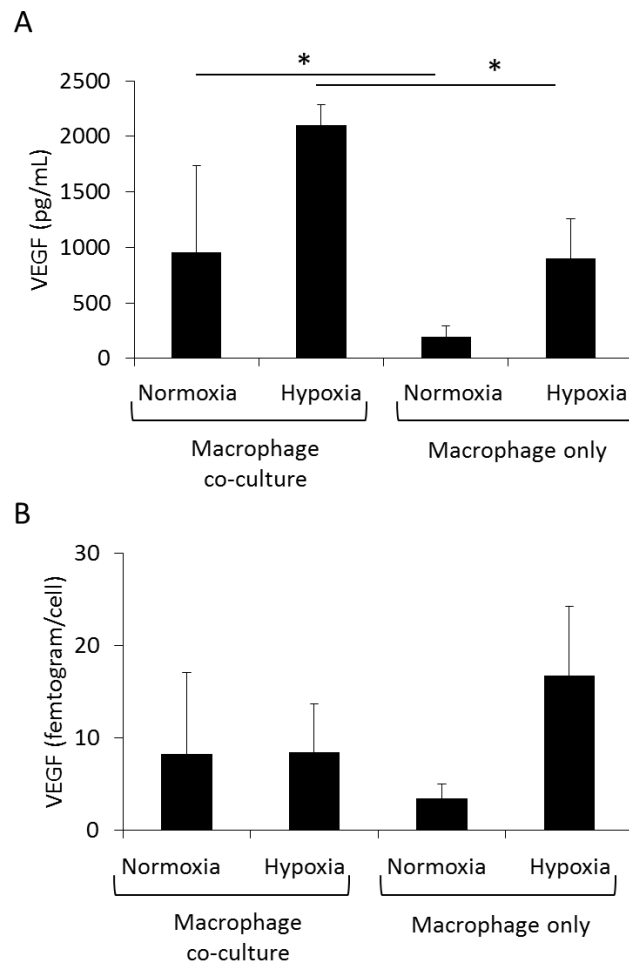 A
* *
VEGF (pg/mL)
2500
2000
1500
1000
500
0
Normoxia Hypoxia Normoxia Hypoxia
Macrophage
co-culture
Macrophage only
B
VEGF (femtogram/cell)
30
20
10
0
Normoxia Hypoxia Normoxia Hypoxia
Macrophage
co-culture
Macrophage only